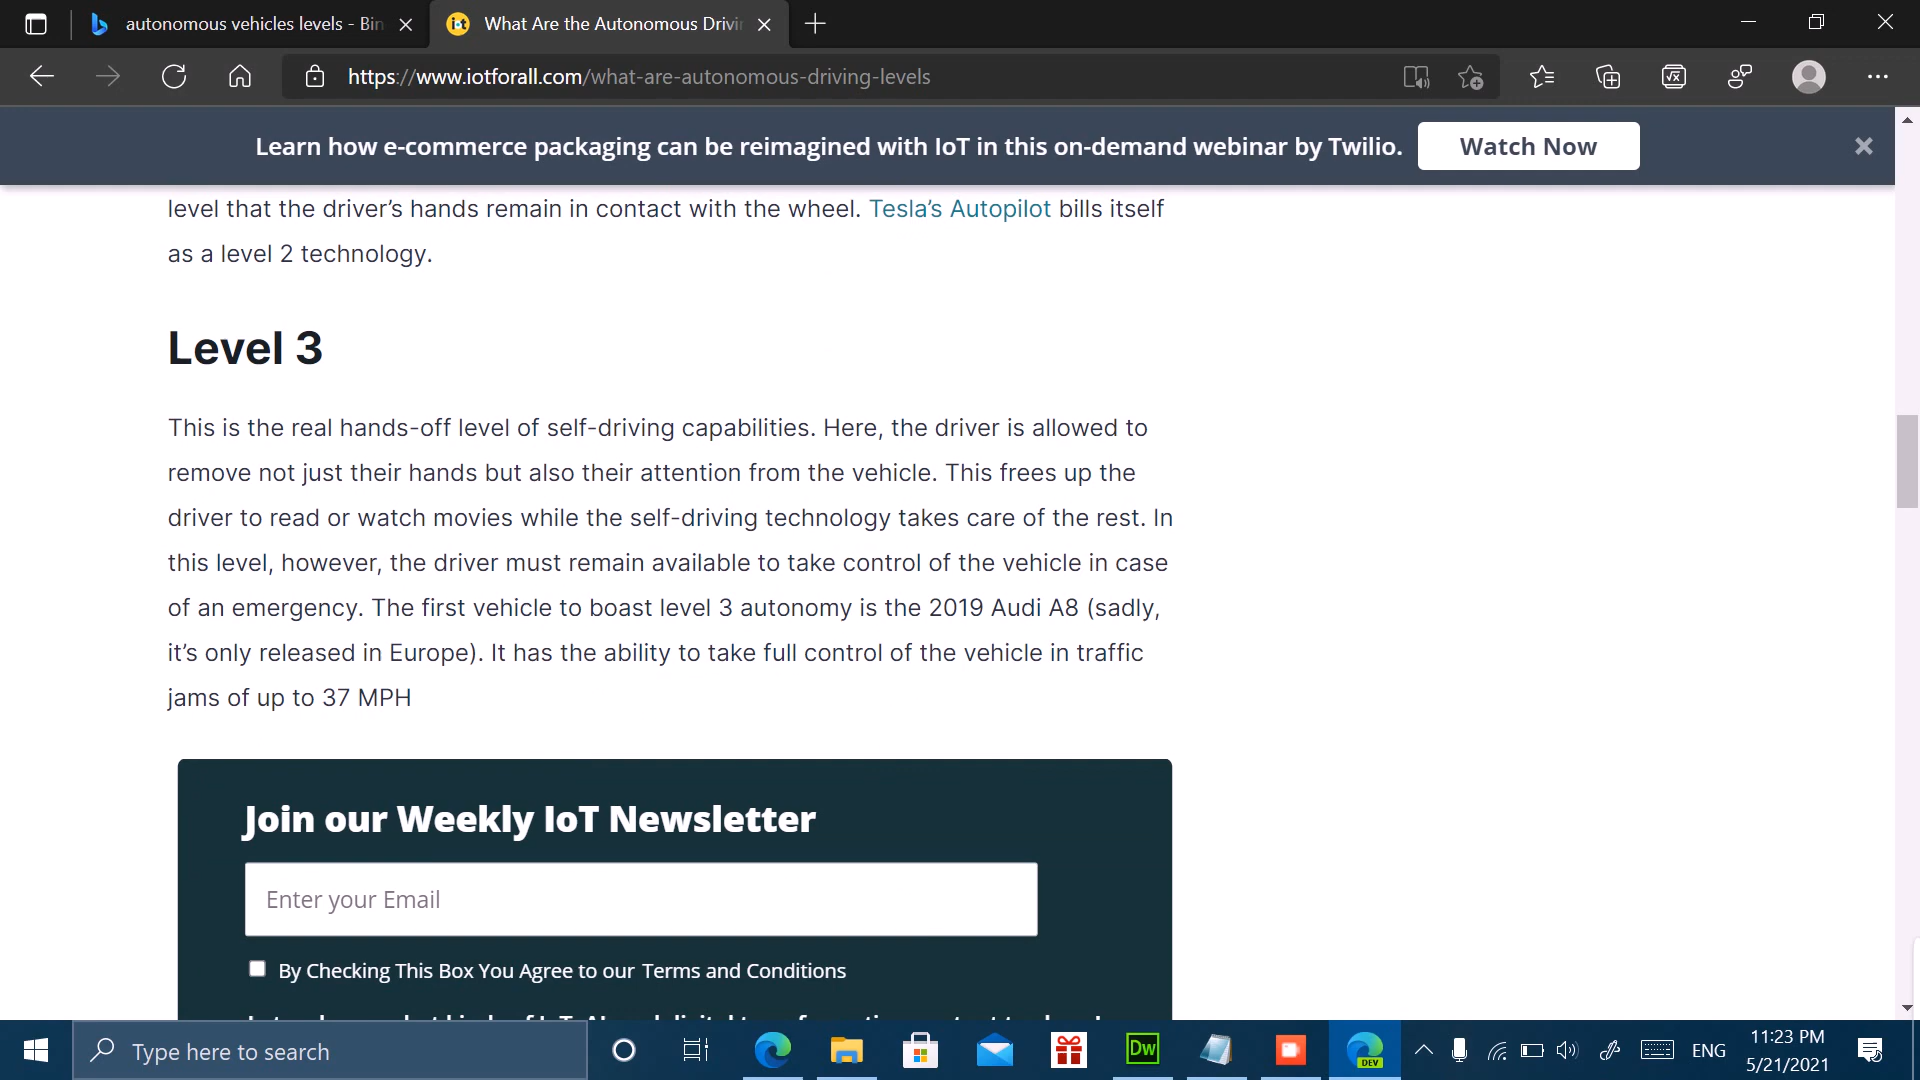 autonomous vehicles levels - Bin
What Are the Autonomous Drivi
https://www.iotforall.com/what-are-autonomous-driving-levels
Learn how e-commerce packaging can be reimagined with IoT in this on-demand webinar by Twilio.
Watch Now
level that the driver’s hands remain in contact with the wheel. Tesla’s Autopilot bills itself
as a level 2 technology.
Level 3
This is the real hands-off level of self-driving capabilities. Here, the driver is allowed to
remove not just their hands but also their attention from the vehicle. This frees up the
driver to read or watch movies while the self-driving technology takes care of the rest. In
this level, however, the driver must remain available to take control of the vehicle in case
of an emergency. The first vehicle to boast level 3 autonomy is the 2019 Audi A8 (sadly,
it’s only released in Europe). It has the ability to take full control of the vehicle in traffic
jams of up to 37 MPH
Join our Weekly IoT Newsletter
Enter your Email
By Checking This Box You Agree to our Terms and Conditions
Type here to search
Dw
DEV
ENG
11:23 PM
5/21/2021